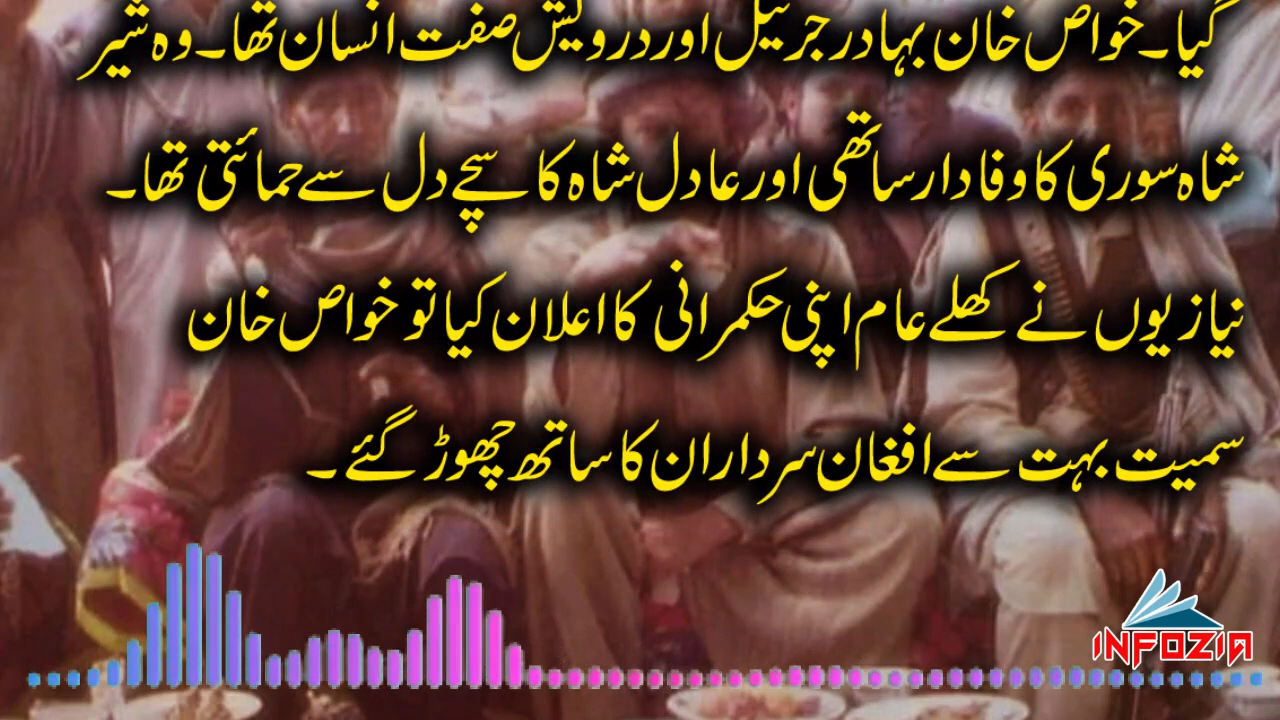 گیا۔ خواص خان بہادر جرنیل اور درویش صفت انسان تھا۔ وہ شیر
شاہ سوری کا وفادار ساتھی اور عادل شاہ کا سچے دل سے حمائتی تھا۔
نیازیوں نے کھلے عام اپنی حکمرانی کا اعلان کیا تو خواص خان
سمیت بہت سے افغان سردار ان کا ساتھ چھوڑ گئے۔
INFOZIA